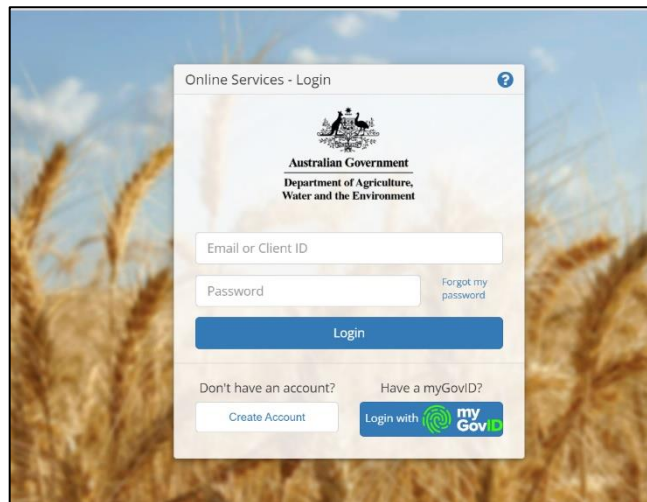 Online Services - Login
Australian Government
Department of Agriculture,
Water and the Environment
Email or Client ID
Password
Forgot my
password
Login
Don't have an account?
Have a myGovID?
Create Account
Login with
my
GovID